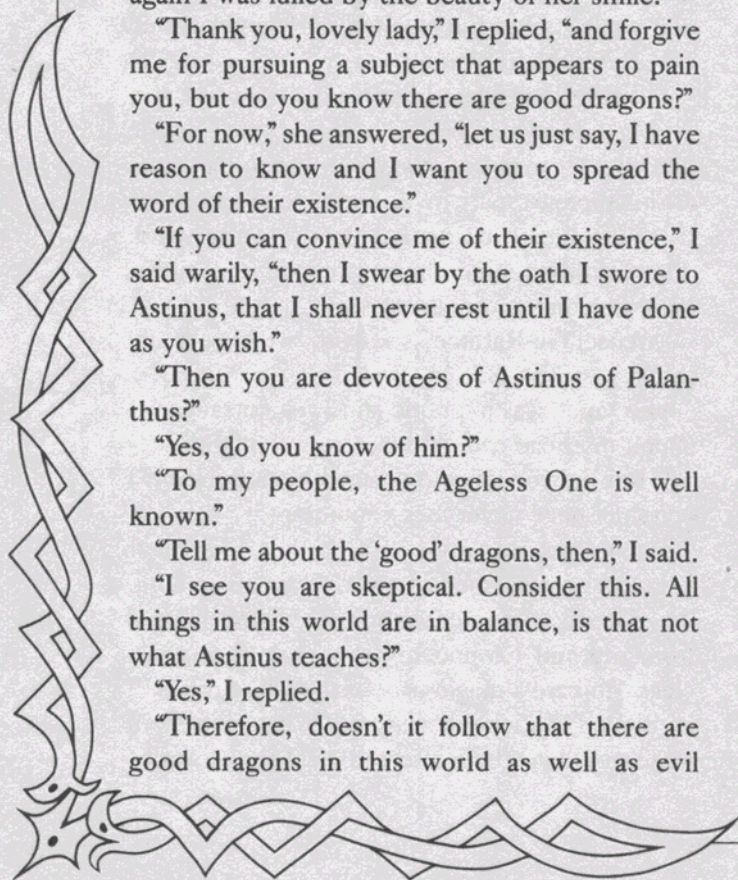 again I was lulled by the beauty of her smile.
“Thank you, lovely lady,” I replied, “and forgive
me for pursuing a subject that appears to pain
you, but do you know there are good dragons?”
“For now,” she answered, “let us just say, I have
reason to know and I want you to spread the
word of their existence.”
“If you can convince me of their existence,” I
said warily, “then I swear by the oath I swore to
Astinus, that I shall never rest until I have done
as you wish.”
“Then you are devotees of Astinus of Palan-
thus?”
“Yes, do you know of him?”
“To my people, the Ageless One is well
known.”
“Tell me about the ‘good’ dragons, then,” I said.
“I see you are skeptical. Consider this. All
things in this world are in balance, is that not
what Astinus teaches?”
“Yes,” I replied.
“Therefore, doesn’t it follow that there are
good dragons in this world as well as evil